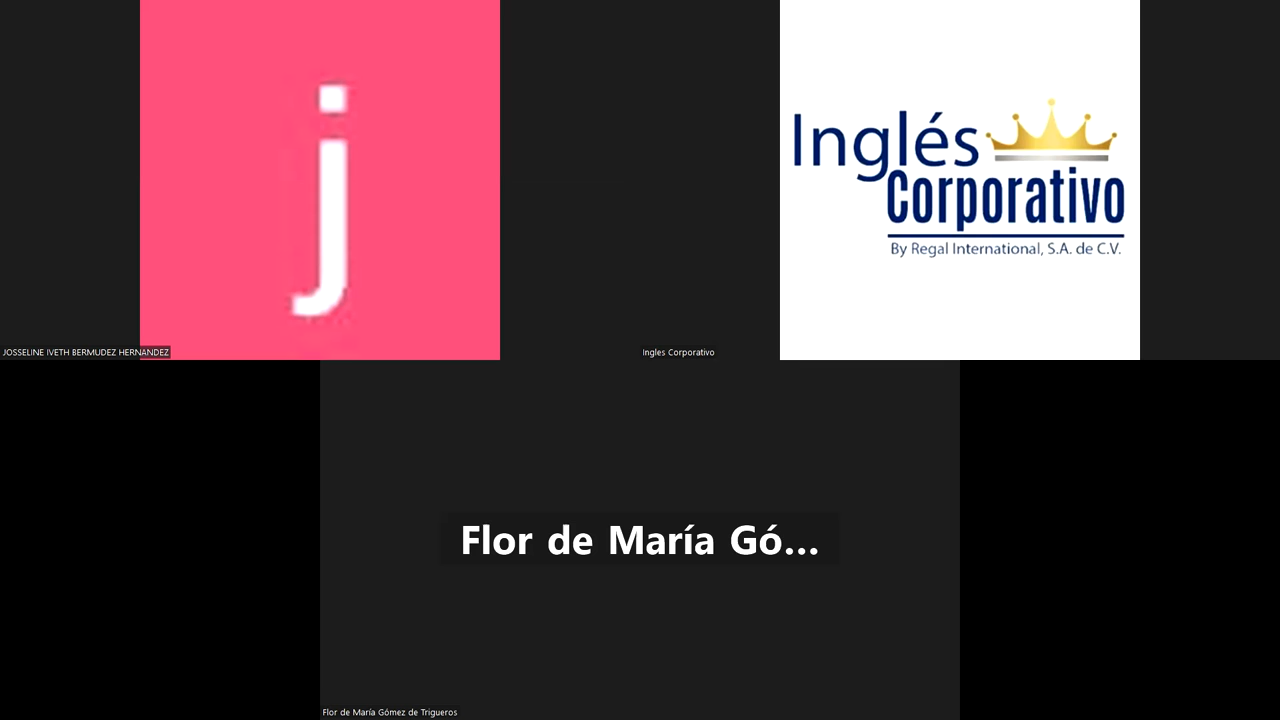 j
Inglés
Corporativo
By Regal International, S.A. de C.V.
JOSSELINE IVETH BERMUDEZ HERNANDEZ
Ingles Corporativo
Flor de María Gó...
Flor de María Gómez de Trigueros